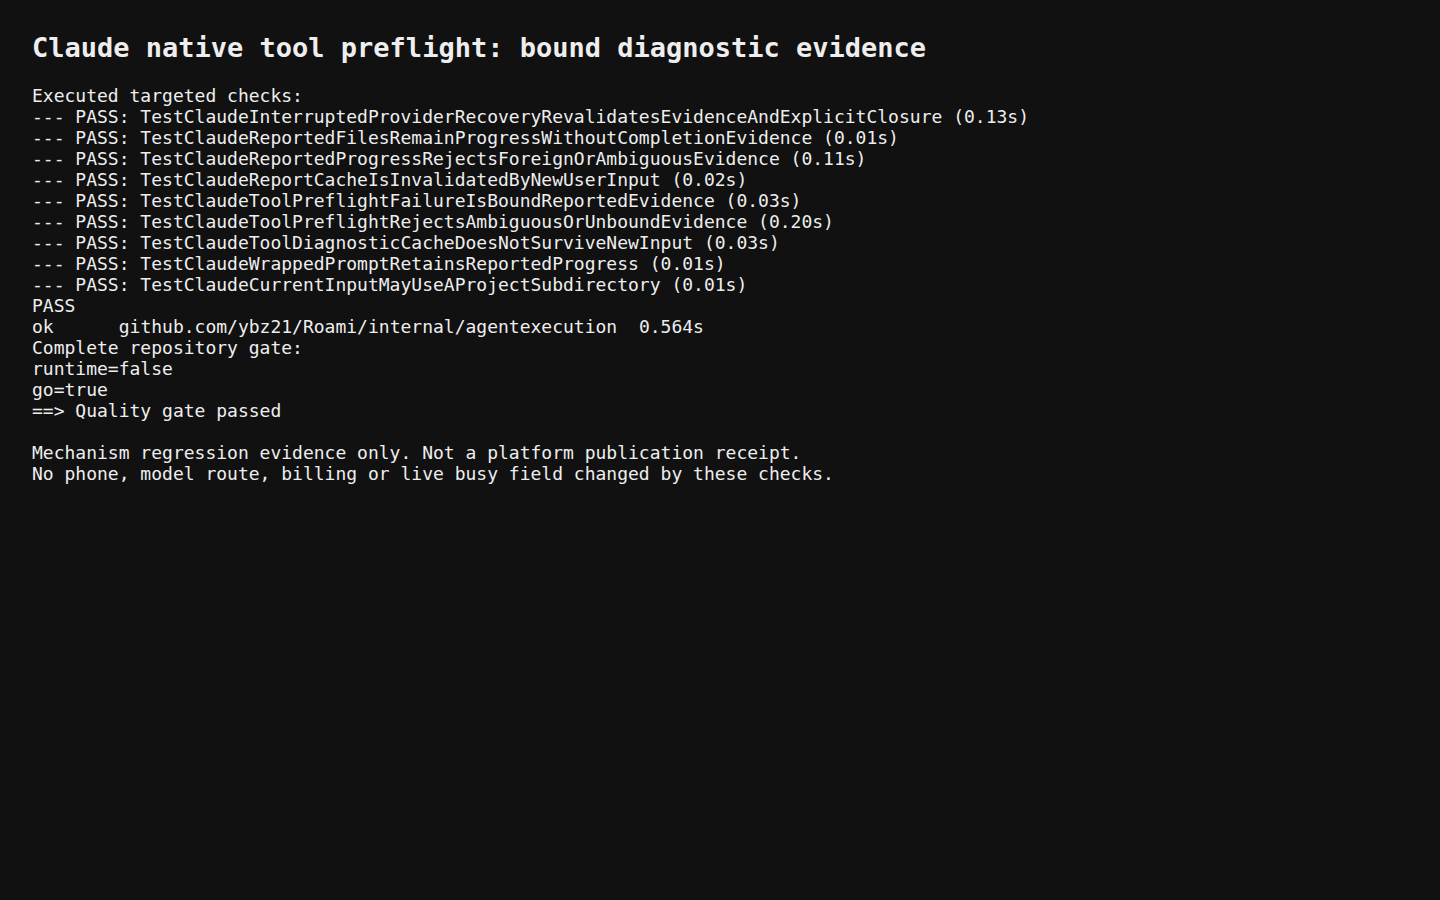 Claude native tool preflight: bound diagnostic evidence
Executed targeted checks:
--- PASS: TestClaudeInterruptedProviderRecoveryRevalidatesEvidenceAndExplicitClosure (0.13s)
--- PASS: TestClaudeReportedFilesRemainProgressWithoutCompletionEvidence (0.01s)
--- PASS: TestClaudeReportedProgressRejectsForeignOrAmbiguousEvidence (0.11s)
--- PASS: TestClaudeReportCacheIsInvalidatedByNewUserInput (0.02s)
--- PASS: TestClaudeToolPreflightFailureIsBoundReportedEvidence (0.03s)
--- PASS: TestClaudeToolPreflightRejectsAmbiguousOrUnboundEvidence (0.20s)
--- PASS: TestClaudeToolDiagnosticCacheDoesNotSurviveNewInput (0.03s)
--- PASS: TestClaudeWrappedPromptRetainsReportedProgress (0.01s)
--- PASS: TestClaudeCurrentInputMayUseAProjectSubdirectory (0.01s)
PASS
ok      github.com/ybz21/Roami/internal/agentexecution  0.564s
Complete repository gate:
runtime=false
go=true
==> Quality gate passed
Mechanism regression evidence only. Not a platform publication receipt.
No phone, model route, billing or live busy field changed by these checks.